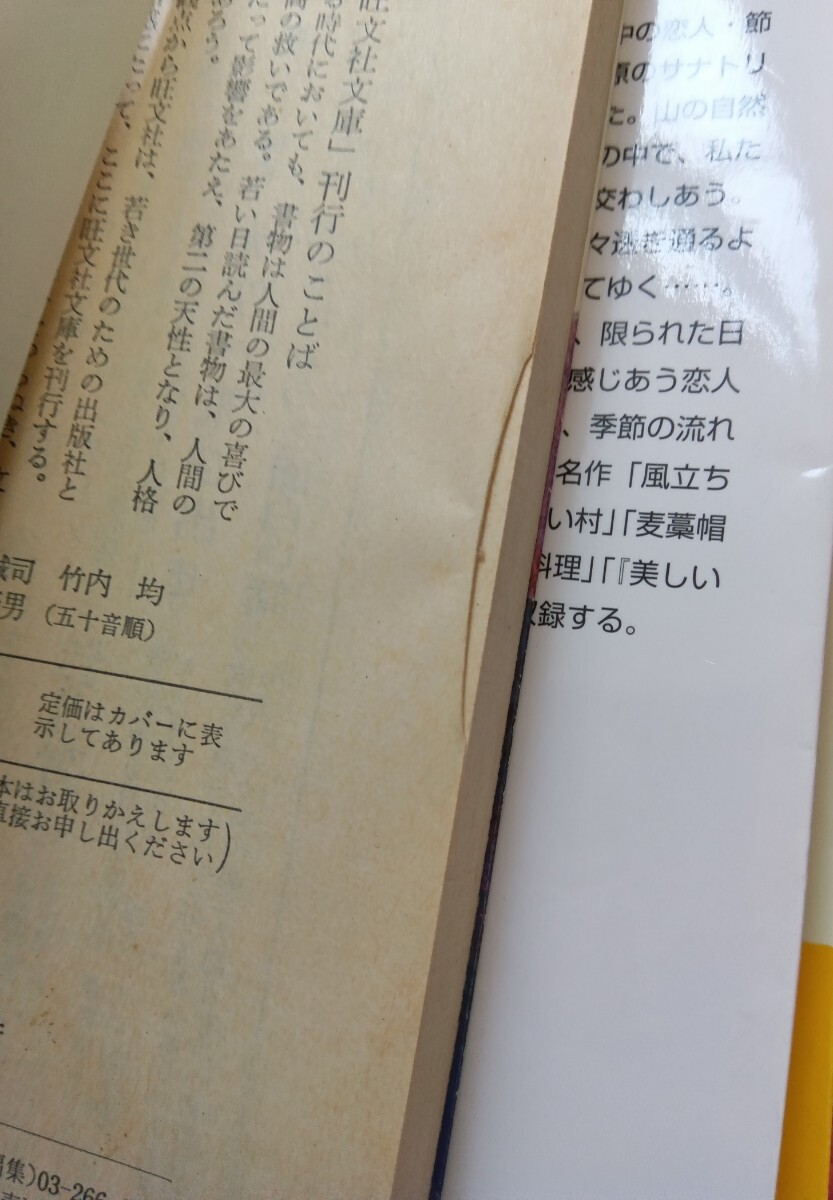 旺文社文庫」刊行のことば
時代においても、書物は人間の最大の喜びで
の救いである。若い日読んだ書物は、人間の
たって影響をあたえ、第二の天性となり、人格
あろう。
点から旺文社は、若き世代のための出版社と
って、ここに旺文社文庫を刊行する。
司 竹内 均
男 (五十音順)
定価はカバーに表
示してあります
本はお取りかえします
直接お申し出ください
集)03-266
中の恋人・節
原のサナトリ
た。山の自然
の中で、私た
交わしあう。
々逃を通るよ
てゆく……。
、限られた日
感じあう恋人
、季節の流れ
名作「風立ち
い村」「麦藁帽
料理」「『美しい
収録する。